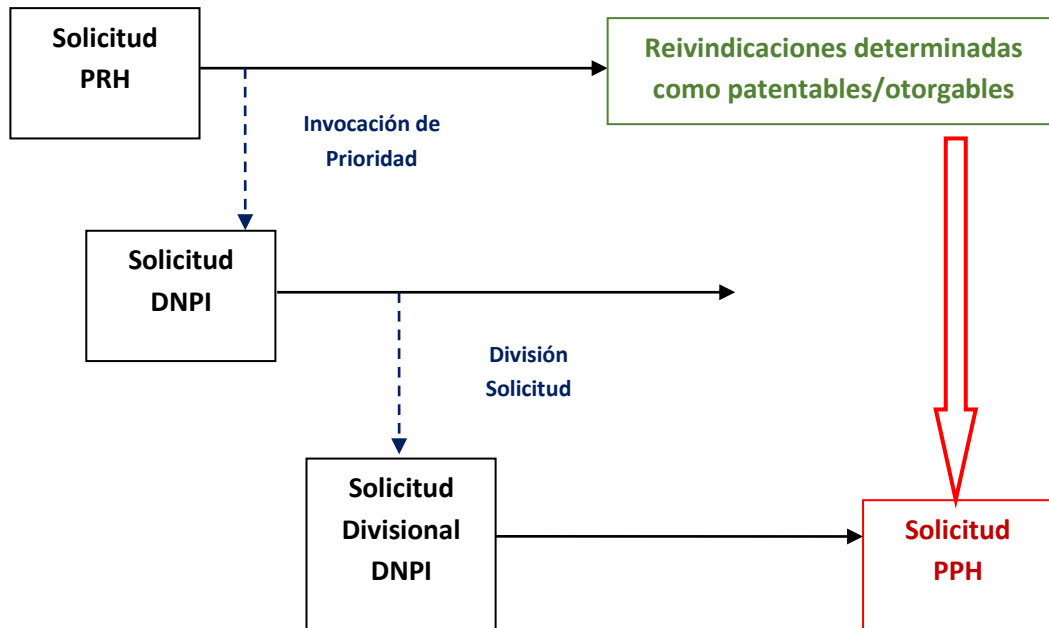 Solicitud
PRH
Reivindicaciones determinadas
como patentables/otorgables
Invocación de
Prioridad
Solicitud
DNPI
División
Solicitud
Solicitud
Divisional
DNPI
Solicitud
PPH